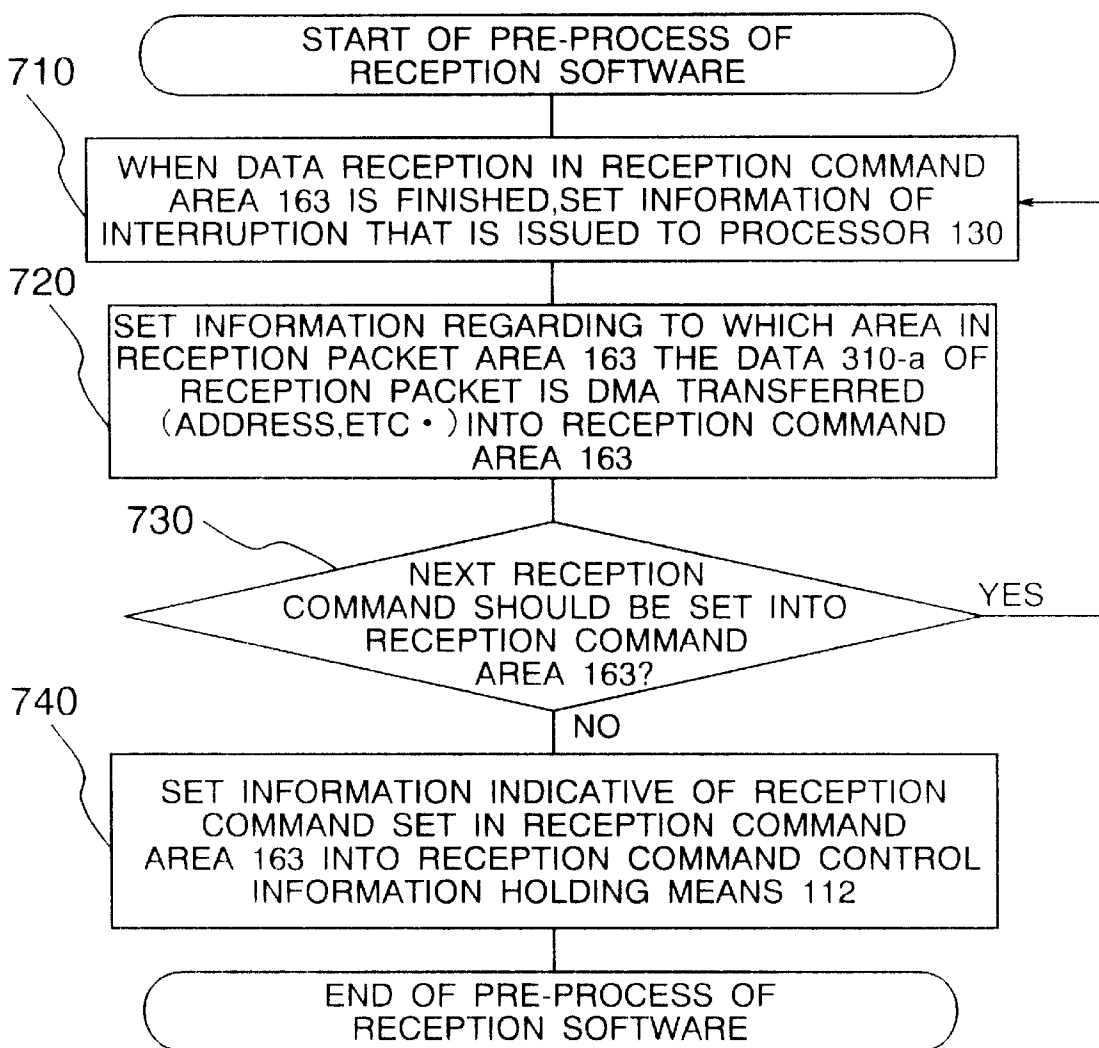 START OF PRE-PROCESS OF
RECEPTION SOFTWARE
710
WHEN DATA RECEPTION IN RECEPTION COMMAND
AREA 163 IS FINISHED,SET INFORMATION OF
INTERRUPTION THAT IS ISSUED TO PROCESSOR 130
720
SET INFORMATION REGARDING TO WHICH AREA IN
RECEPTION PACKET AREA 163 THE DATA 310-a OF
RECEPTION PACKET IS DMA TRANSFERRED
(ADDRESS,ETC・)INTO RECEPTION COMMAND
AREA 163
730
NEXT RECEPTION
COMMAND SHOULD BE SET INTO
RECEPTION COMMAND
AREA 163?
YES
NO
740
SET INFORMATION INDICATIVE OF RECEPTION
COMMAND SET IN RECEPTION COMMAND
AREA 163 INTO RECEPTION COMMAND CONTROL
INFORMATION HOLDING MEANS 112
END OF PRE-PROCESS OF
RECEPTION SOFTWARE